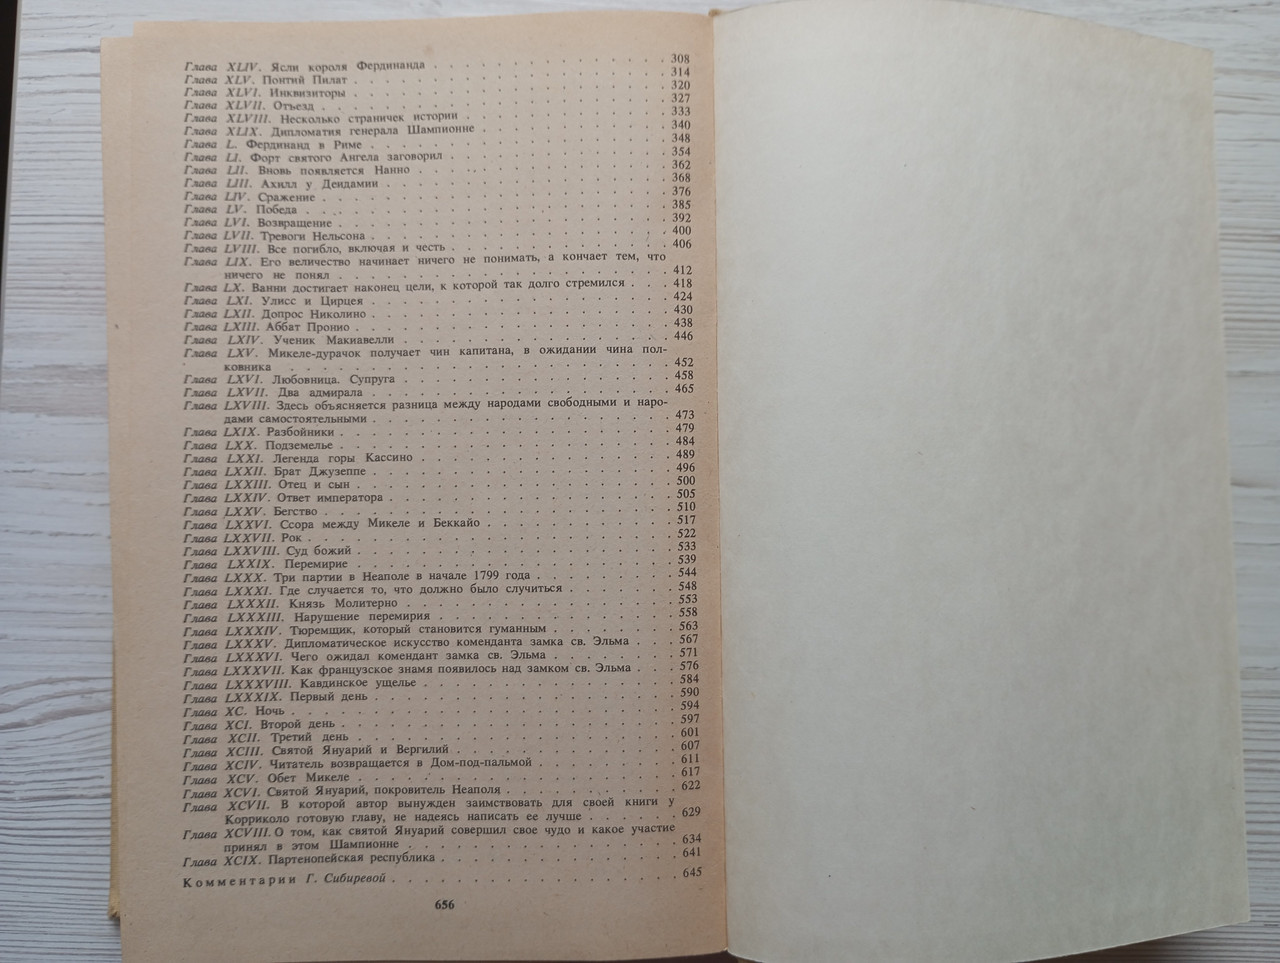 Глава XLIV. Ясли короля Фердинанда . . . . . . . . . . . . 308
Глава XLV. Понтий Пилат . . . . . . . . . . . . 314
Глава XLVI. Инквизиторы . . . . . . . . . . . . 320
Глава XLVII. Отъезд . . . . . . . . . . . . 327
Глава XLVIII. Несколько страничек истории . . . . . . . . . . . . 333
Глава XLIX. Дипломатия генерала Шампионне . . . . . . . . . . . . 340
Глава L. Фердинанд в Риме . . . . . . . . . . . . 348
Глава LI. Форт святого Ангела заговорил . . . . . . . . . . . . 354
Глава LII. Вновь появляется Нанно . . . . . . . . . . . . 362
Глава LIII. Ахилл у Деидамии . . . . . . . . . . . . 368
Глава LIV. Сражение . . . . . . . . . . . . 376
Глава LV. Победа . . . . . . . . . . . . 385
Глава LVI. Возвращение . . . . . . . . . . . . 392
Глава LVII. Тревоги Нельсона . . . . . . . . . . . . 400
Глава LVIII. Все погибло, включая и честь . . . . . . . . . . . . 406
Глава LIX. Его величество начинает ничего не понимать, а кончает тем, что
ничего не понял . . . . . . . . . . . . 412
Глава LX. Ванни достигает наконец цели, к которой так долго стремился . . . 418
Глава LXI. Улисс и Цирцея . . . . . . . . . . . . 424
Глава LXII. Допрос Николино . . . . . . . . . . . . 430
Глава LXIII. Аббат Пронио . . . . . . . . . . . . 438
Глава LXIV. Ученик Макиавелли . . . . . . . . . . . . 446
Глава LXV. Микеле-дурачок получает чин капитана, в ожидании чина пол-
ковника . . . . . . . . . . . . 452
Глава LXVI. Любовница. Супруга . . . . . . . . . . . . 458
Глава LXVII. Два адмирала . . . . . . . . . . . . 465
Глава LXVIII. Здесь объясняется разница между народами свободными и наро-
дами самостоятельными . . . . . . . . . . . . 473
Глава LXIX. Разбойники . . . . . . . . . . . . 479
Глава LXX. Подземелье . . . . . . . . . . . . 484
Глава LXXI. Легенда горы Кассино . . . . . . . . . . . . 489
Глава LXXII. Брат Джузеппе . . . . . . . . . . . . 496
Глава LXXIII. Отец и сын . . . . . . . . . . . . 500
Глава LXXIV. Ответ императора . . . . . . . . . . . . 505
Глава LXXV. Бегство . . . . . . . . . . . . 510
Глава LXXVI. Ссора между Микеле и Беккайо . . . . . . . . . . . . 517
Глава LXXVII. Рок . . . . . . . . . . . . 522
Глава LXXVIII. Суд божий . . . . . . . . . . . . 533
Глава LXXIX. Перемирие . . . . . . . . . . . . 539
Глава LXXX. Три партии в Неаполе в начале 1799 года . . . . . . . . . 544
Глава LXXXI. Где случается то, что должно было случиться . . . . . . . 548
Глава LXXXII. Князь Молитерно . . . . . . . . . . . . 553
Глава LXXXIII. Нарушение перемирия . . . . . . . . . . . . 558
Глава LXXXIV. Тюремщик, который становится гуманным . . . . . . . . 563
Глава LXXXV. Дипломатическое искусство коменданта замка св. Эльма . . . 567
Глава LXXXVI. Чего ожидал комендант замка св. Эльма . . . . . . . . 571
Глава LXXXVII. Как французское знамя появилось над замком св. Эльма . . . 576
Глава LXXXVIII. Кавдинское ущелье . . . . . . . . . . . . 584
Глава LXXXIX. Первый день . . . . . . . . . . . . 590
Глава XC. Ночь . . . . . . . . . . . . 594
Глава XCI. Второй день . . . . . . . . . . . . 597
Глава XCII. Третий день . . . . . . . . . . . . 601
Глава XCIII. Святой Януарий и Вергилий . . . . . . . . . . . . 607
Глава XCIV. Читатель возвращается в Дом-под-пальмой . . . . . . . . 611
Глава XCV. Обет Микеле . . . . . . . . . . . . 617
Глава XCVI. Святой Януарий, покровитель Неаполя . . . . . . . . . . 622
Глава XCVII. В которой автор вынужден заимствовать для своей книги у
Корриколо готовую главу, не надеясь написать ее лучше . . . . . . 629
Глава XCVIII. О том, как святой Януарий совершил свое чудо и какое участие
принял в этом Шампионне . . . . . . . . . . . . 634
Глава XCIX. Партенопейская республика . . . . . . . . . . . . 641
Комментарии Г. Сибиревой . . . . . . . . . . . . 645
656